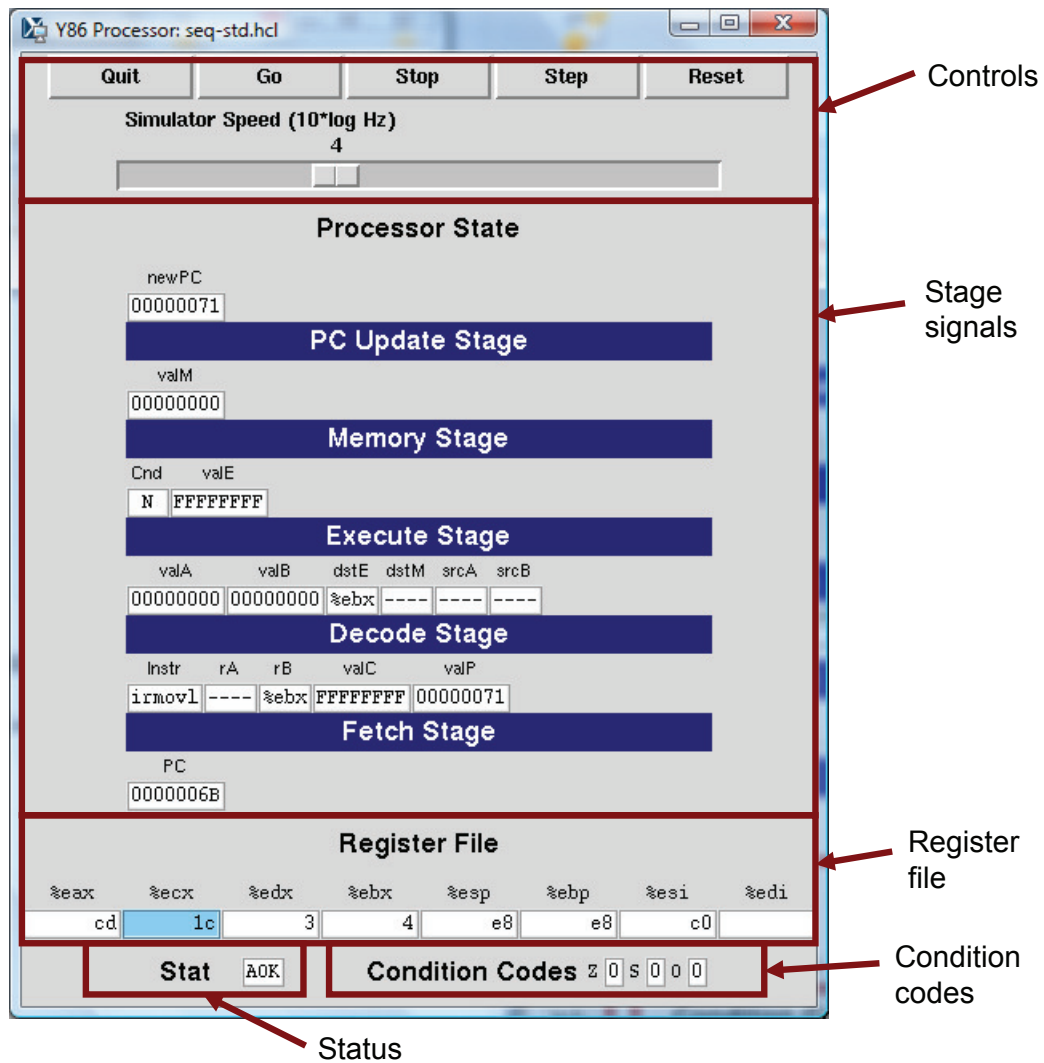 Y86 Processor: seq-std.hcl
Quit Go Stop Step Reset
Controls
Simulator Speed (10*log Hz)
4
Processor State
newPC
00000071
Stage
signals
PC Update Stage
valM
00000000
Memory Stage
Cnd valE
N FFFFFFFF
Execute Stage
valA valB dstE dstM srcA srcB
00000000 00000000 %ebx ---- ---- ----
Decode Stage
Instr rA rB valC valP
irmovl ---- %ebx FFFFFFFF 00000071
Fetch Stage
PC
0000006B
Register File
Register
file
%eax %ecx %edx %ebx %esp %ebp %esi %edi
cd 1c 3 4 e8 e8 c0
Stat AOK Condition Codes Z 0 S 0 O 0
Condition
codes
Status